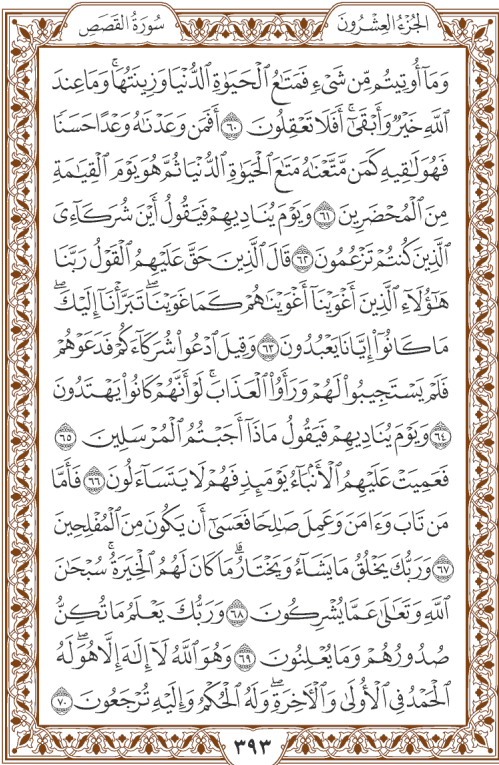 الجُزْءُ العِشْرُونَ
سُورَةُ القَصَصِ
وَمَآ أُوتِيتُم مِّن شَىْءٍ فَمَتَٰعُ ٱلْحَيَوٰةِ ٱلدُّنْيَا وَزِينَتُهَا ۚ وَمَا عِندَ
ٱللَّهِ خَيْرٌ وَأَبْقَىٰٓ ۚ أَفَلَا تَعْقِلُونَ ٦٠ أَفَمَن وَعَدْنَٰهُ وَعْدًا حَسَنًا
فَهُوَ لَٰقِيهِ كَمَن مَّتَّعْنَٰهُ مَتَٰعَ ٱلْحَيَوٰةِ ٱلدُّنْيَا ثُمَّ هُوَ يَوْمَ ٱلْقِيَٰمَةِ
مِنَ ٱلْمُحْضَرِينَ ٦١ وَيَوْمَ يُنَادِيهِمْ فَيَقُولُ أَيْنَ شُرَكَآءِىَ
ٱلَّذِينَ كُنتُمْ تَزْعُمُونَ ٦٢ قَالَ ٱلَّذِينَ حَقَّ عَلَيْهِمُ ٱلْقَوْلُ رَبَّنَا
هَٰٓؤُلَآءِ ٱلَّذِينَ أَغْوَيْنَآ أَغْوَيْنَٰهُمْ كَمَا غَوَيْنَا ۖ تَبَرَّأْنَآ إِلَيْكَ ۖ
مَا كَانُوٓا۟ إِيَّانَا يَعْبُدُونَ ٦٣ وَقِيلَ ٱدْعُوا۟ شُرَكَآءَكُمْ فَدَعَوْهُمْ
فَلَمْ يَسْتَجِيبُوا۟ لَهُمْ وَرَأَوُا۟ ٱلْعَذَابَ ۚ لَوْ أَنَّهُمْ كَانُوا۟ يَهْتَدُونَ
٦٤ وَيَوْمَ يُنَادِيهِمْ فَيَقُولُ مَاذَآ أَجَبْتُمُ ٱلْمُرْسَلِينَ ٦٥
فَعَمِيَتْ عَلَيْهِمُ ٱلْأَنۢبَآءُ يَوْمَئِذٍ فَهُمْ لَا يَتَسَآءَلُونَ ٦٦ فَأَمَّا
مَن تَابَ وَءَامَنَ وَعَمِلَ صَٰلِحًا فَعَسَىٰٓ أَن يَكُونَ مِنَ ٱلْمُفْلِحِينَ
٦٧ وَرَبُّكَ يَخْلُقُ مَا يَشَآءُ وَيَخْتَارُ ۗ مَا كَانَ لَهُمُ ٱلْخِيَرَةُ ۚ سُبْحَٰنَ
ٱللَّهِ وَتَعَٰلَىٰ عَمَّا يُشْرِكُونَ ٦٨ وَرَبُّكَ يَعْلَمُ مَا تُكِنُّ
صُدُورُهُمْ وَمَا يُعْلِنُونَ ٦٩ وَهُوَ ٱللَّهُ لَآ إِلَٰهَ إِلَّا هُوَ ۖ لَهُ
ٱلْحَمْدُ فِى ٱلْأُولَىٰ وَٱلْءَاخِرَةِ ۖ وَلَهُ ٱلْحُكْمُ وَإِلَيْهِ تُرْجَعُونَ ٧٠
٣٩٣